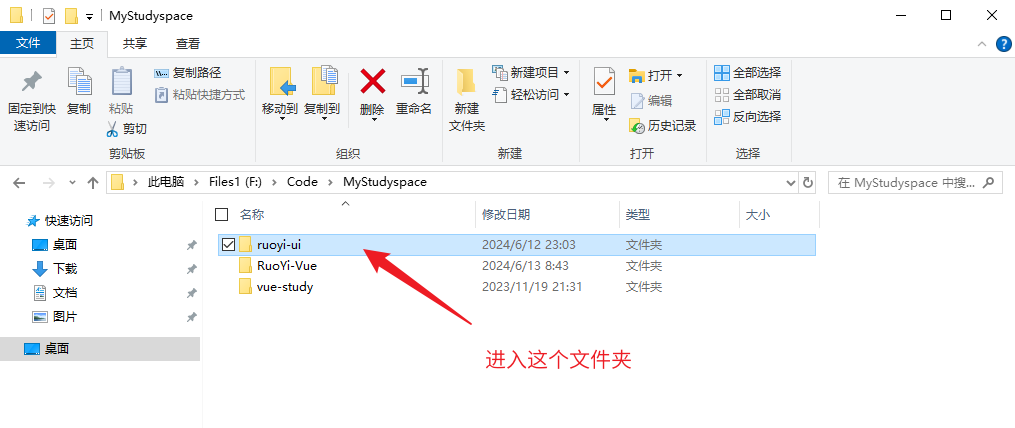 MyStudyspace
文件 主页 共享 查看
固定到快速访问 复制 粘贴 复制路径 粘贴快捷方式 剪切 移动到 复制到 删除 重命名 新建文件夹 新建项目 轻松访问 属性 打开 编辑 历史记录 全部选择 全部取消 反向选择
剪贴板 组织 新建 打开 选择
此电脑 Files1 (F:) Code MyStudyspace 在 MyStudyspace 中搜...
快速访问
桌面
下载
文档
图片
桌面
名称 修改日期 类型 大小
ruoyi-ui 2024/6/12 23:03 文件夹
RuoYi-Vue 2024/6/13 8:43 文件夹
vue-study 2023/11/19 21:31 文件夹
进入这个文件夹